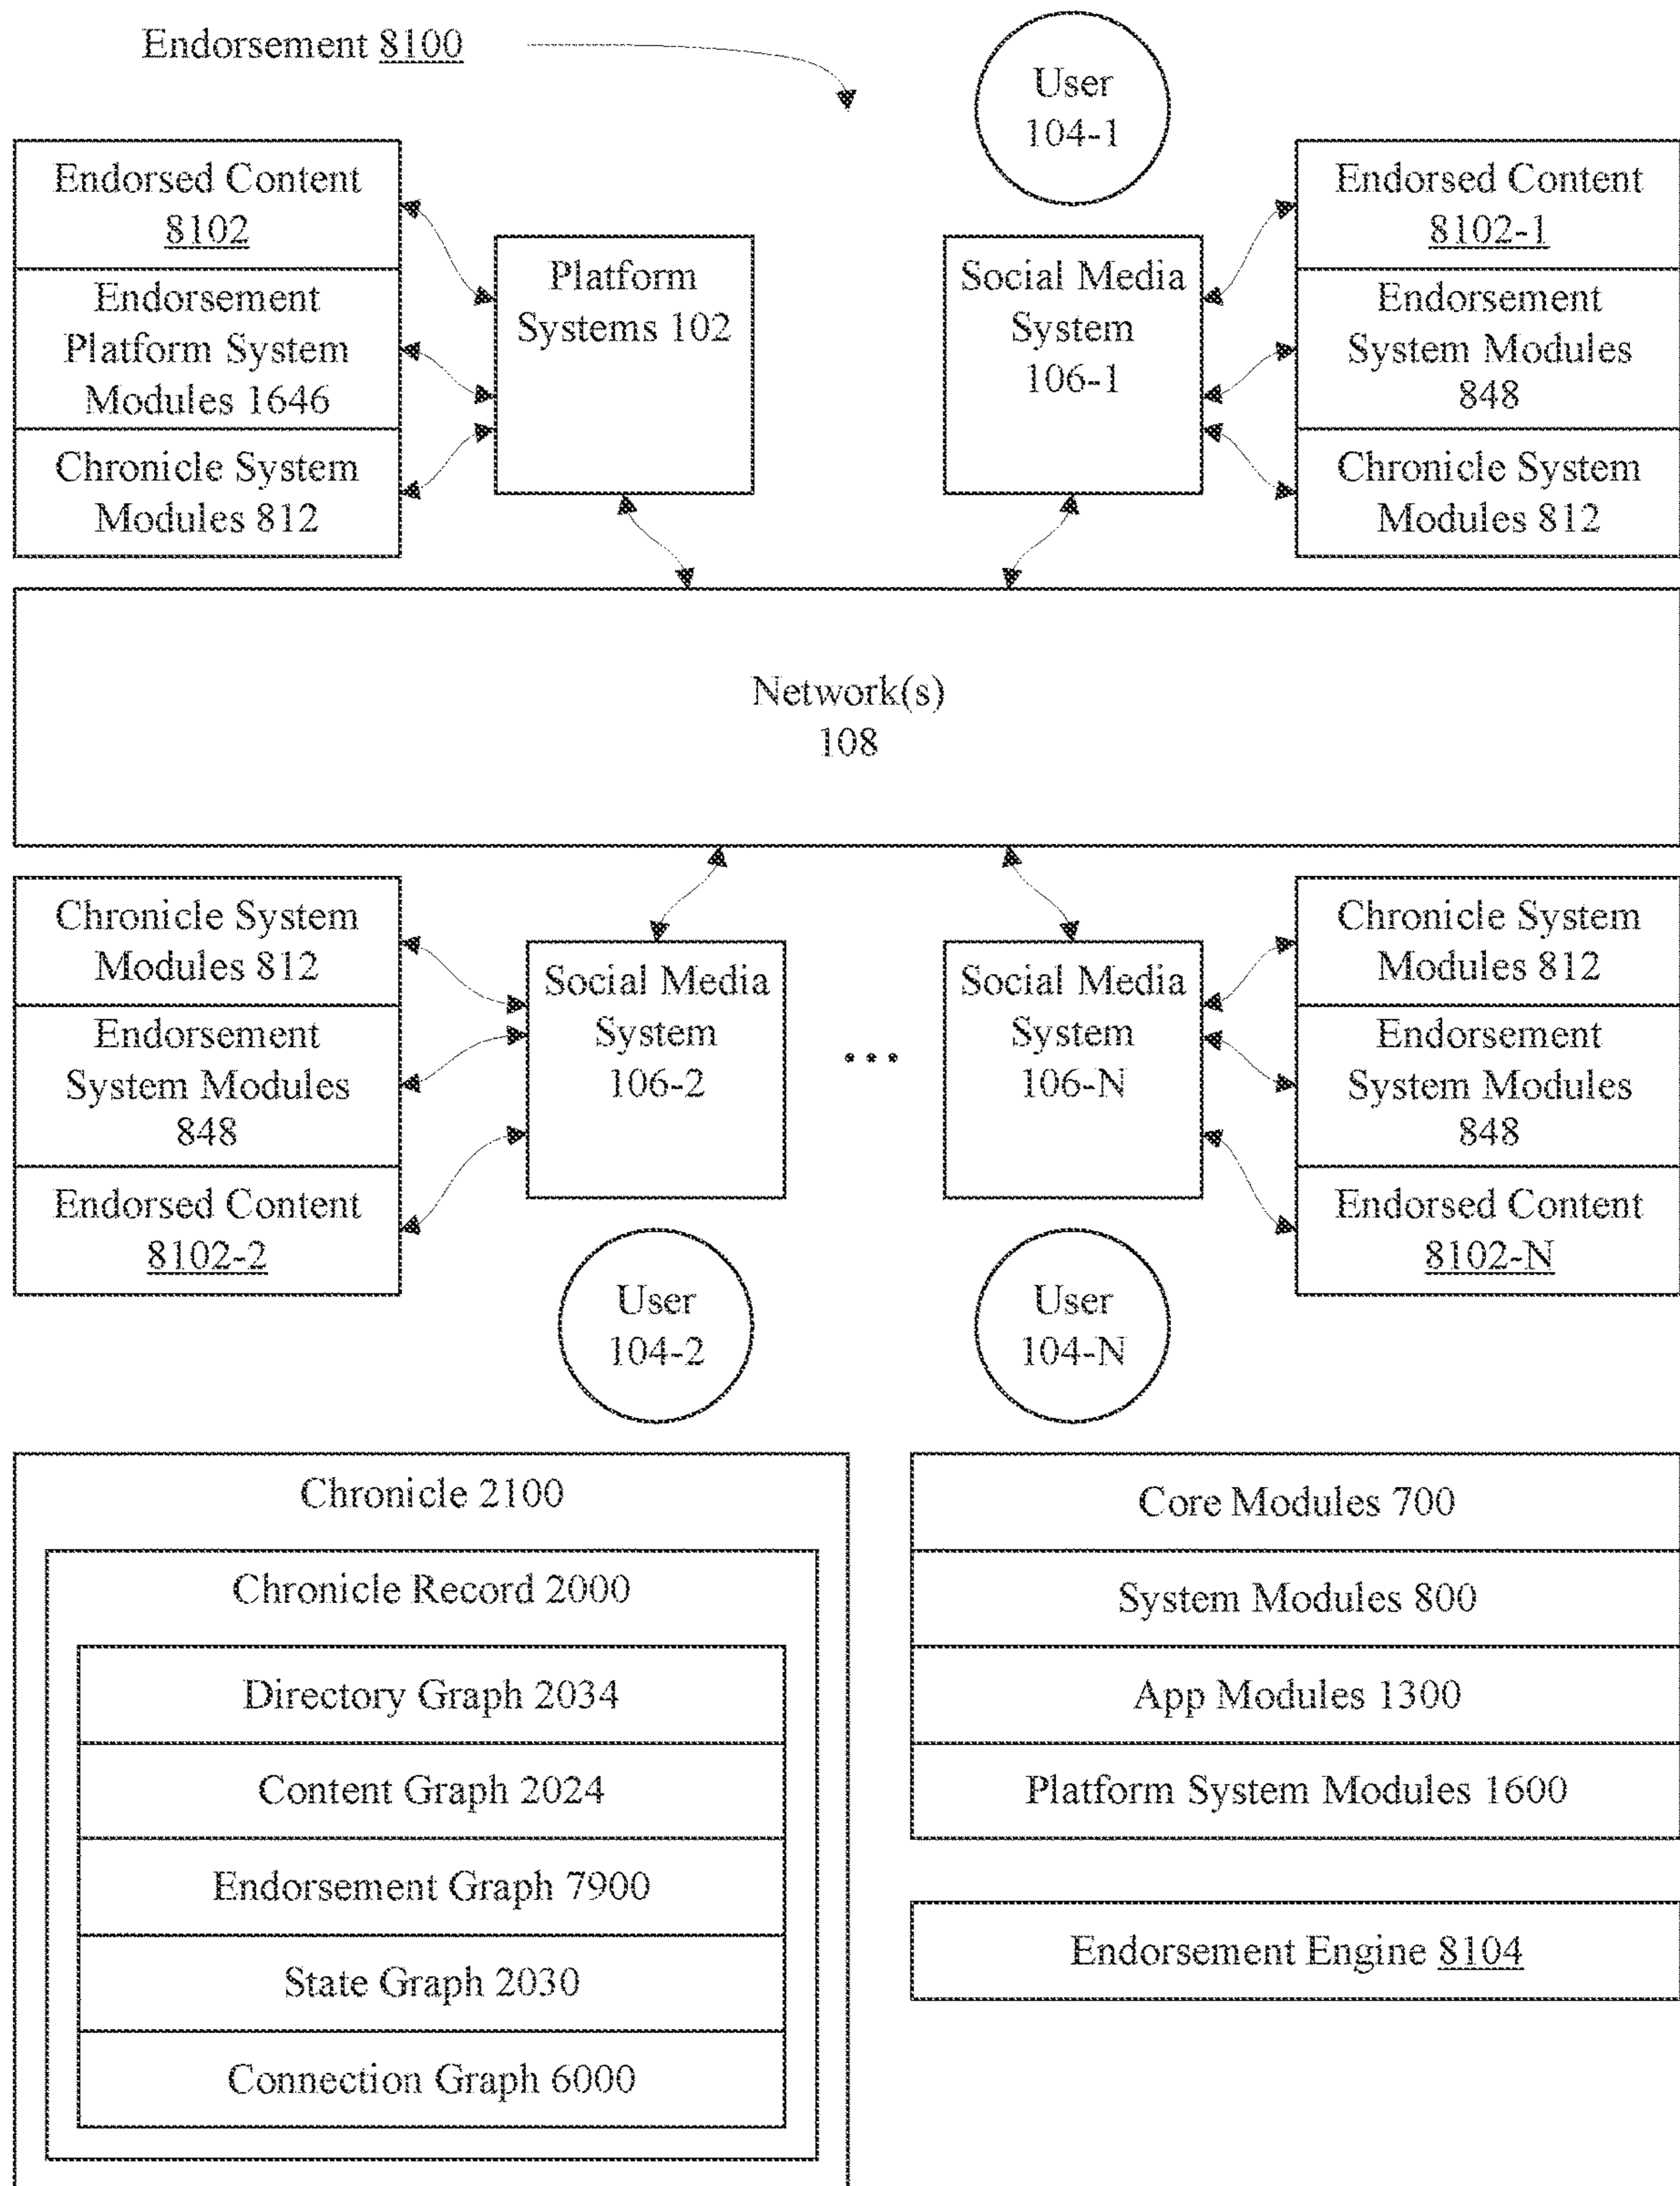 Endorsement 8100
User
104-1
Endorsed Content
8102
Endorsement
Platform System
Modules 1646
Chronicle System
Modules 812
Platform
Systems 102
Social Media
System
106-1
Endorsed Content
8102-1
Endorsement
System Modules
848
Chronicle System
Modules 812
Network(s)
108
Chronicle System
Modules 812
Endorsement
System Modules
848
Endorsed Content
8102-2
Social Media
System
106-2
...
Social Media
System
106-N
Chronicle System
Modules 812
Endorsement
System Modules
848
Endorsed Content
8102-N
User
104-2
User
104-N
Chronicle 2100
Chronicle Record 2000
Directory Graph 2034
Content Graph 2024
Endorsement Graph 7900
State Graph 2030
Connection Graph 6000
Core Modules 700
System Modules 800
App Modules 1300
Platform System Modules 1600
Endorsement Engine 8104